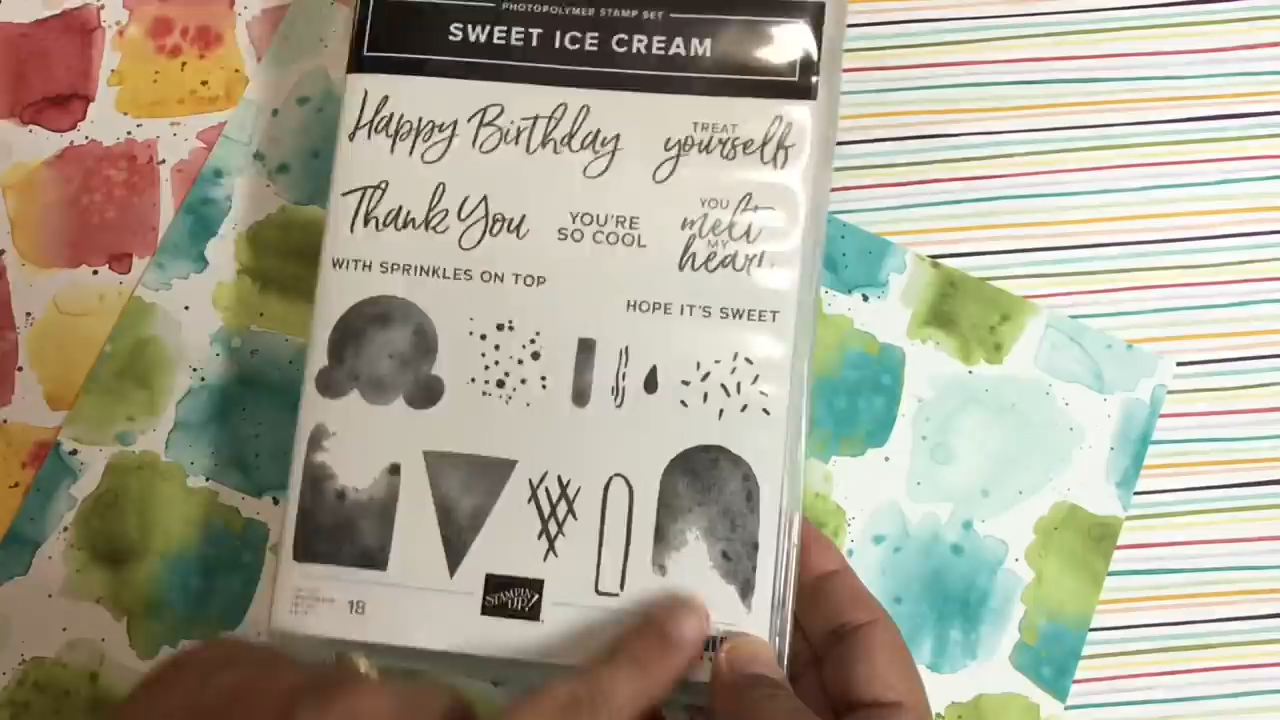 PHOTOPOLYMER STAMP SET
SWEET ICE CREAM
Happy Birthday
TREAT
yourself
Thank You
YOU'RE
SO COOL
YOU
melt
MY
heart.
WITH SPRINKLES ON TOP
HOPE IT'S SWEET
18
STAMPIN'
UP!